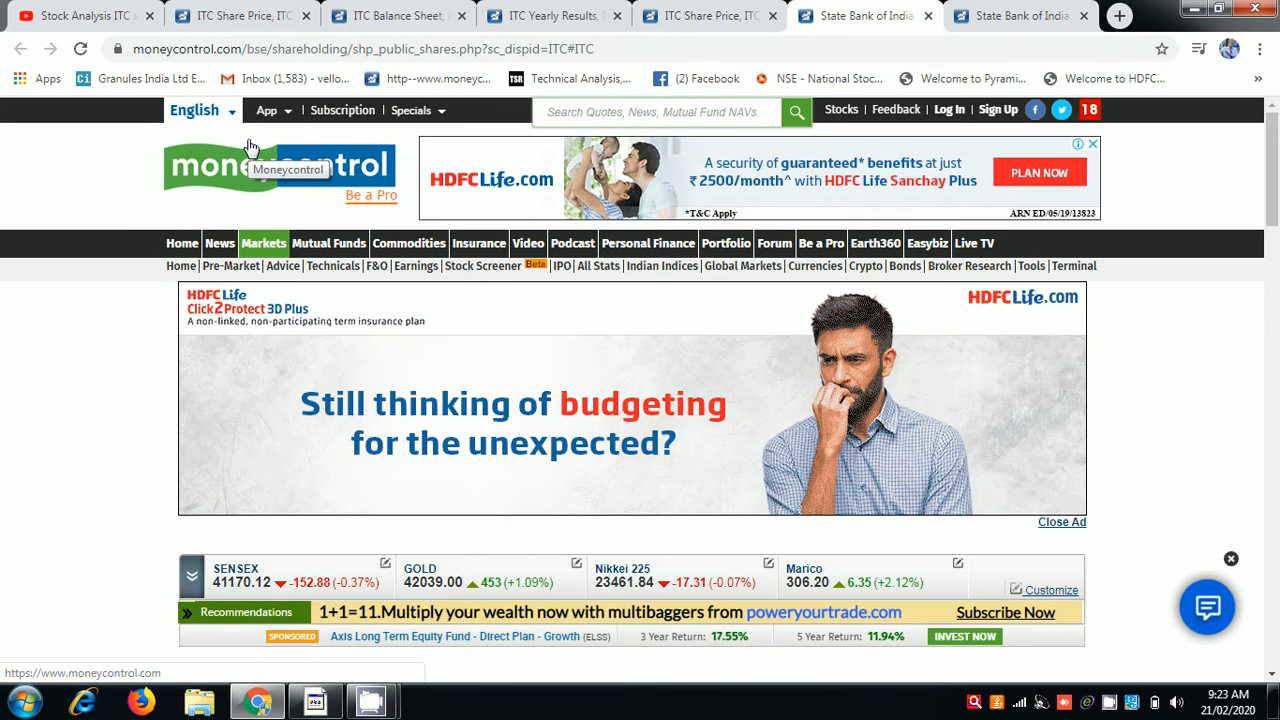 Stock Analysis ITC a
ITC Share Price, ITC
ITC Balance Sheet,
ITC Yearly Results, I
ITC Share Price, ITC
State Bank of India
State Bank of India
moneycontrol.com/bse/shareholding/shp_public_shares.php?sc_dispid=ITC#ITC
Apps
Granules India Ltd E...
Inbox (1,583) - vello...
http--www.moneyc...
TSR Technical Analysis,...
(2) Facebook
NSE - National Stoc...
Welcome to Pyrami...
Welcome to HDFC...
»
English App Subscription Specials
Search Quotes, News, Mutual Fund NAVs
Stocks Feedback Log In Sign Up 18
moneycontrol
Moneycontrol
Be a Pro
HDFCLife.com
A security of guaranteed* benefits at just
₹2500/month^ with HDFC Life Sanchay Plus
PLAN NOW
*T&C Apply
ARN ED/05/19/13823
Home News Markets Mutual Funds Commodities Insurance Video Podcast Personal Finance Portfolio Forum Be a Pro Earth360 Easybiz Live TV
Home Pre-Market Advice Technicals F&O Earnings Stock Screener Beta IPO All Stats Indian Indices Global Markets Currencies Crypto Bonds Broker Research Tools Terminal
HDFC Life
Click2Protect 3D Plus
A non-linked, non-participating term insurance plan
HDFCLife.com
Still thinking of budgeting
for the unexpected?
Close Ad
SENSEX
41170.12 -152.88 (-0.37%)
GOLD
42039.00 453 (+1.09%)
Nikkei 225
23461.84 -17.31 (-0.07%)
Marico
306.20 6.35 (+2.12%)
Customize
Recommendations
1+1=11.Multiply your wealth now with multibaggers from poweryourtrade.com
Subscribe Now
SPONSORED Axis Long Term Equity Fund - Direct Plan - Growth (ELSS) 3 Year Return: 17.55% 5 Year Return: 11.94% INVEST NOW
https://www.moneycontrol.com
9:23 AM
21/02/2020